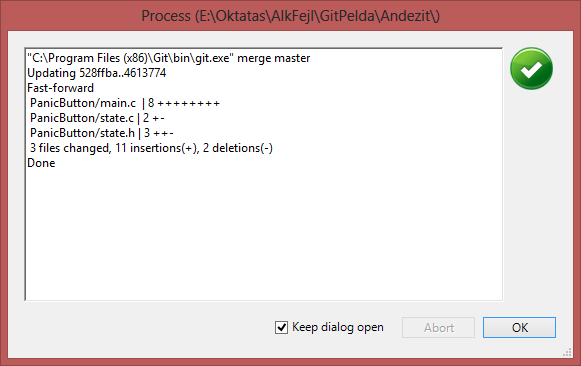 Process (E:\Oktatas\AlkFejl\GitPelda\Andezit\)
"C:\Program Files (x86)\Git\bin\git.exe" merge master
Updating 528ffba..4613774
Fast-forward
PanicButton/main.c | 8 ++++++++
PanicButton/state.c | 2 +-
PanicButton/state.h | 3 ++-
3 files changed, 11 insertions(+), 2 deletions(-)
Done
Keep dialog open
Abort
OK